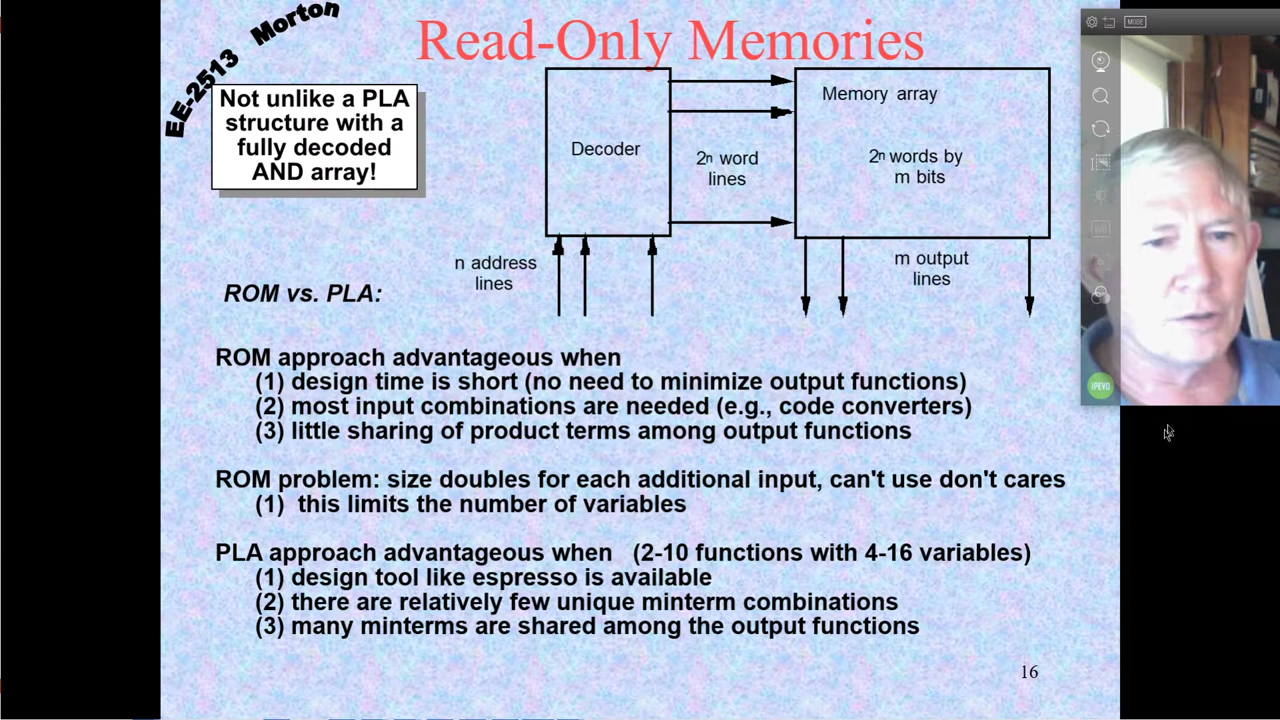 EE-2513 Morton
Read-Only Memories
Not unlike a PLA
structure with a
fully decoded
AND array!
Decoder
2n word
lines
Memory array
2n words by
m bits
n address
lines
m output
lines
ROM vs. PLA:
ROM approach advantageous when
(1) design time is short (no need to minimize output functions)
(2) most input combinations are needed (e.g., code converters)
(3) little sharing of product terms among output functions
ROM problem: size doubles for each additional input, can't use don't cares
(1) this limits the number of variables
PLA approach advantageous when (2-10 functions with 4-16 variables)
(1) design tool like espresso is available
(2) there are relatively few unique minterm combinations
(3) many minterms are shared among the output functions
16
MODE
IPEVO